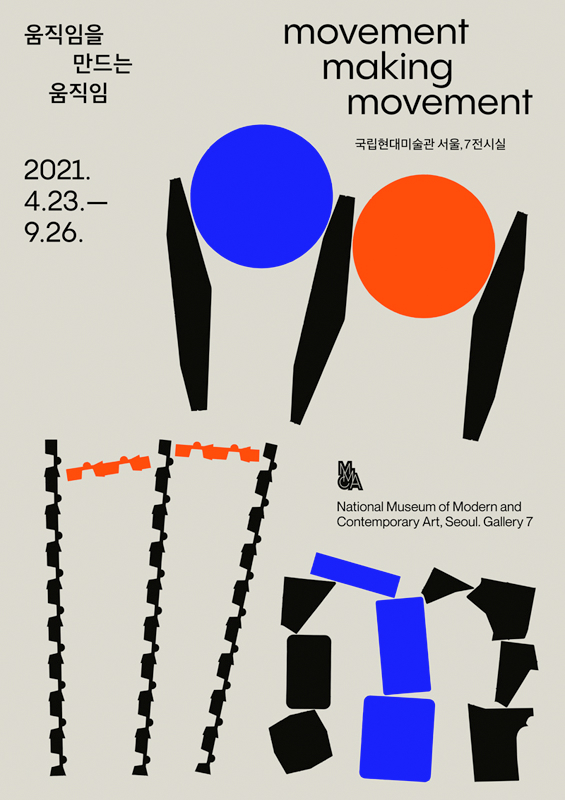 움직임을
만드는
움직임
movement
making
movement
국립현대미술관 서울, 7전시실
2021.
4.23.—
9.26.
MMCA
National Museum of Modern and
Contemporary Art, Seoul. Gallery 7